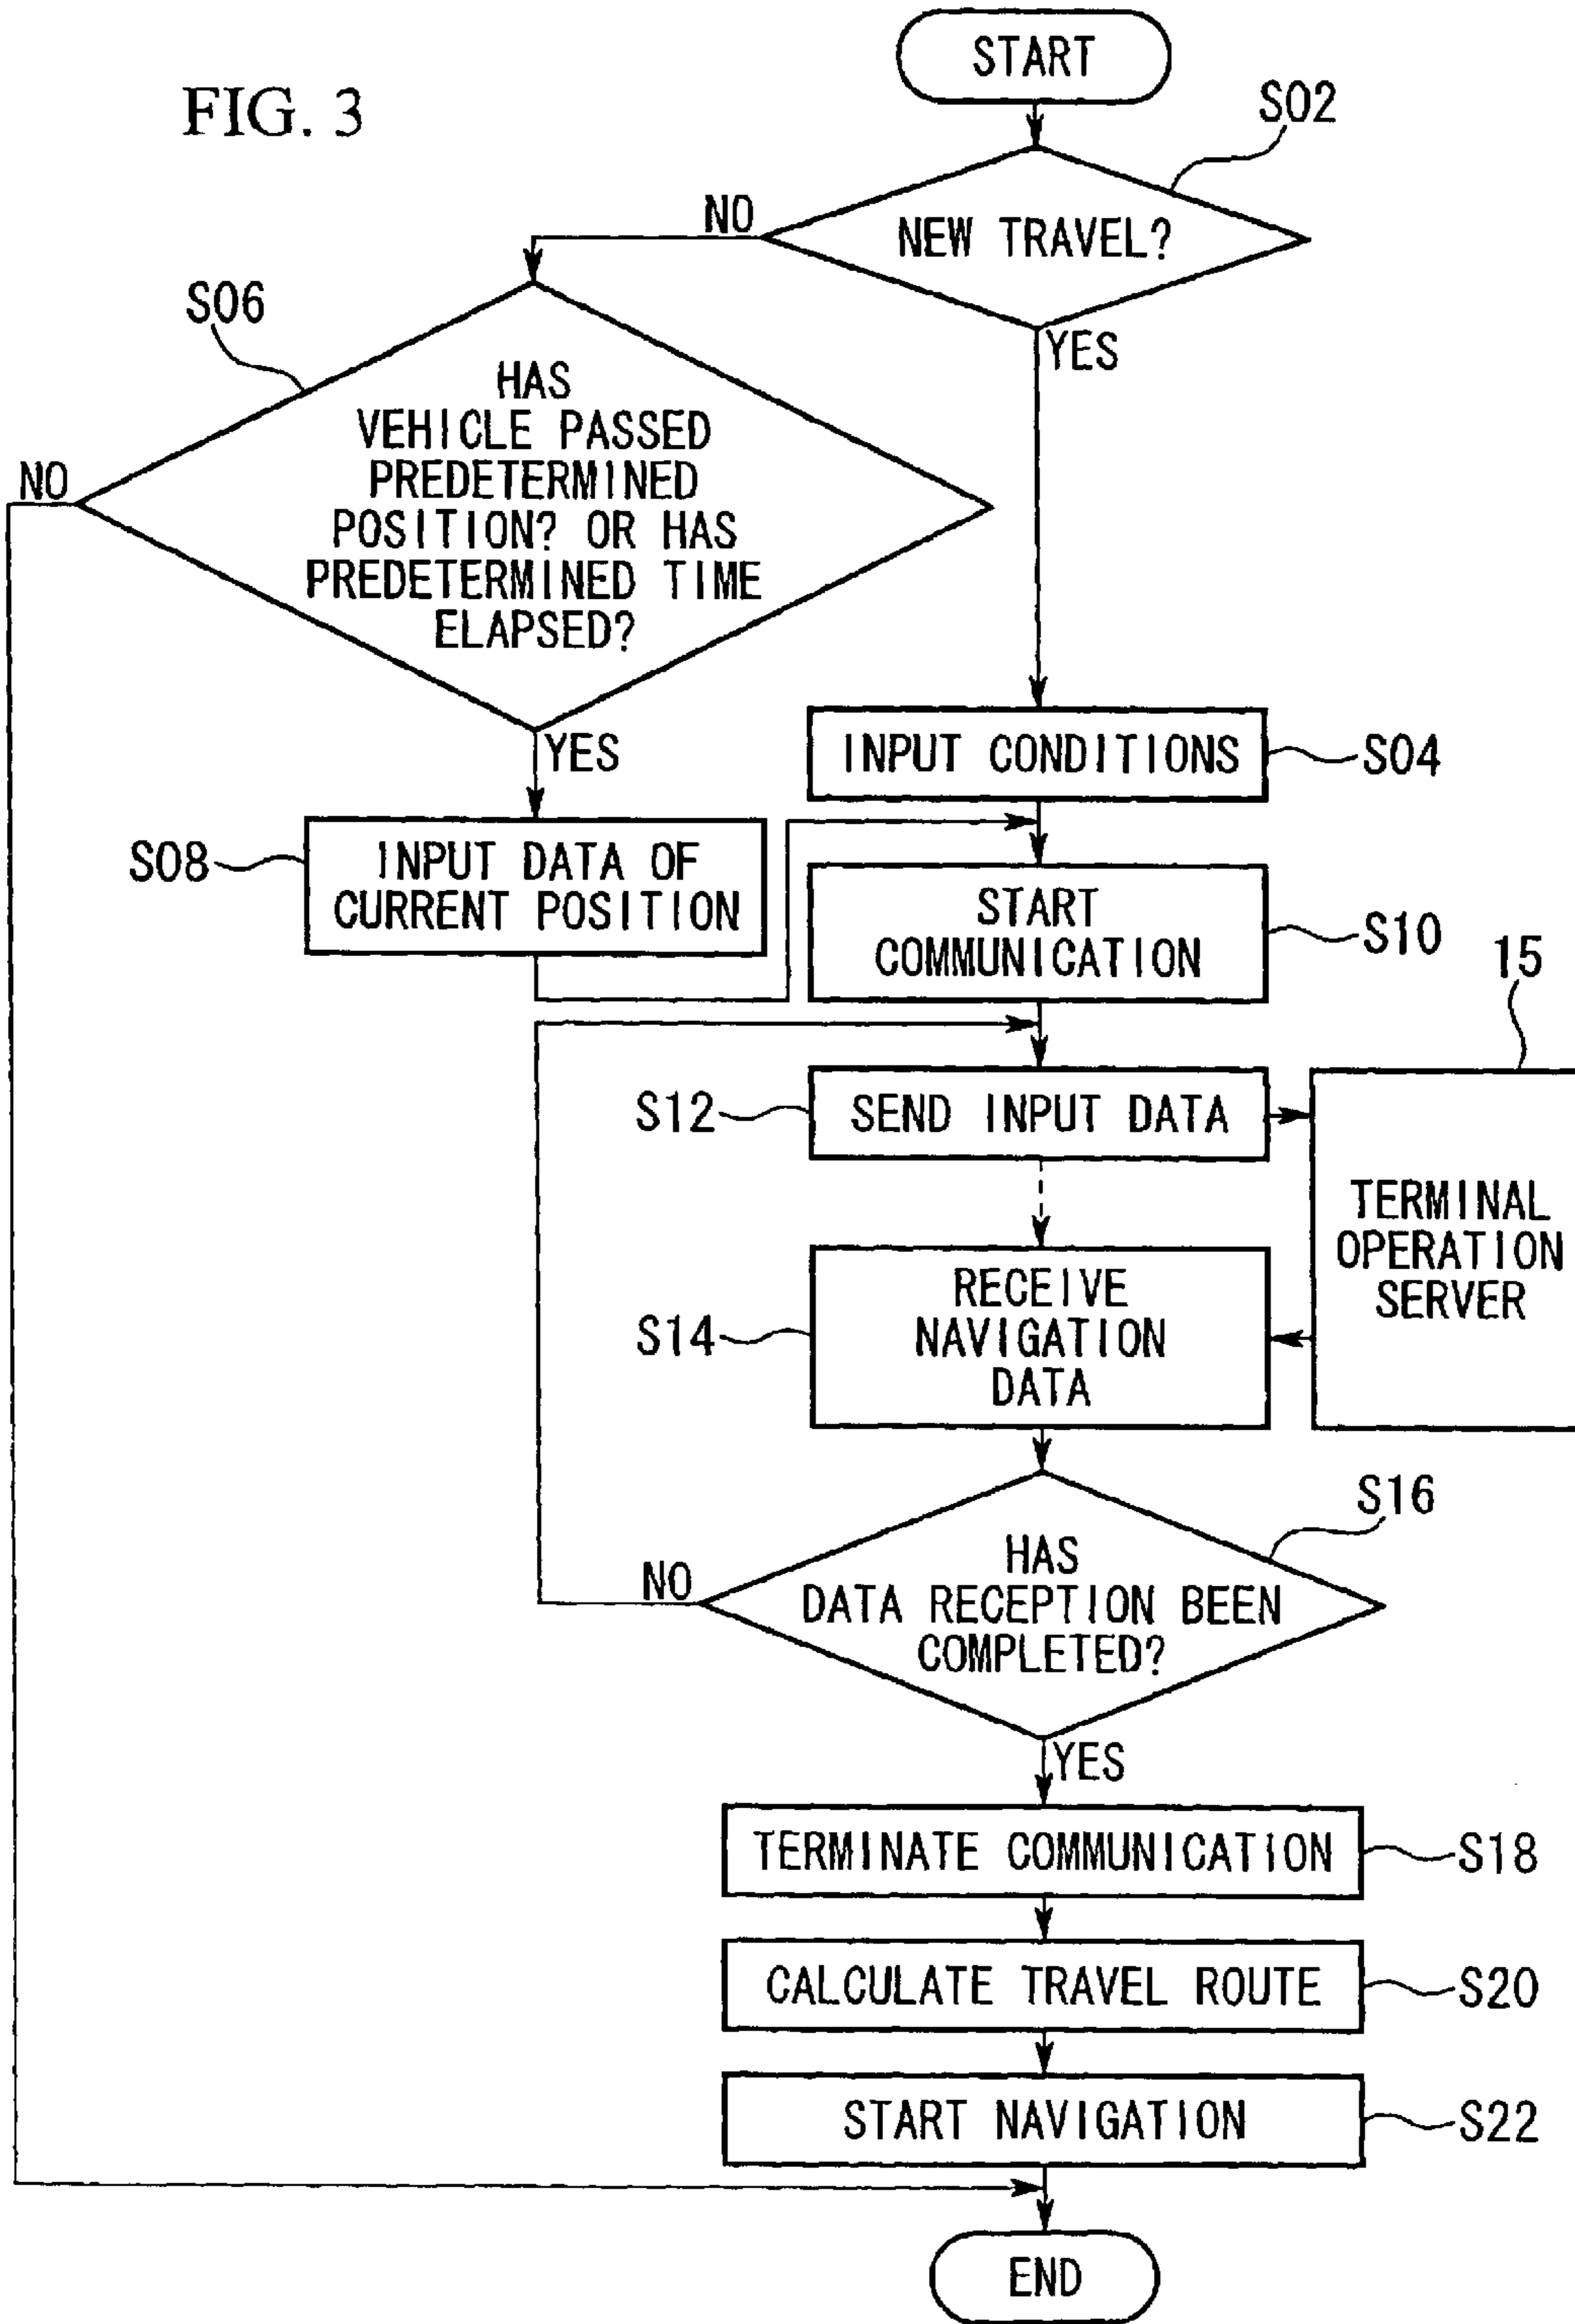 FIG. 3
START
S02
NEW TRAVEL?
NO
YES
S06
HAS
VEHICLE PASSED
PREDETERMINED
POSITION? OR HAS
PREDETERMINED TIME
ELAPSED?
NO
YES
INPUT CONDITIONS
S04
S08
INPUT DATA OF
CURRENT POSITION
START
COMMUNICATION
S10
15
S12
SEND INPUT DATA
TERMINAL
OPERATION
SERVER
S14
RECEIVE
NAVIGATION
DATA
S16
HAS
DATA RECEPTION BEEN
COMPLETED?
NO
YES
TERMINATE COMMUNICATION
S18
CALCULATE TRAVEL ROUTE
S20
START NAVIGATION
S22
END